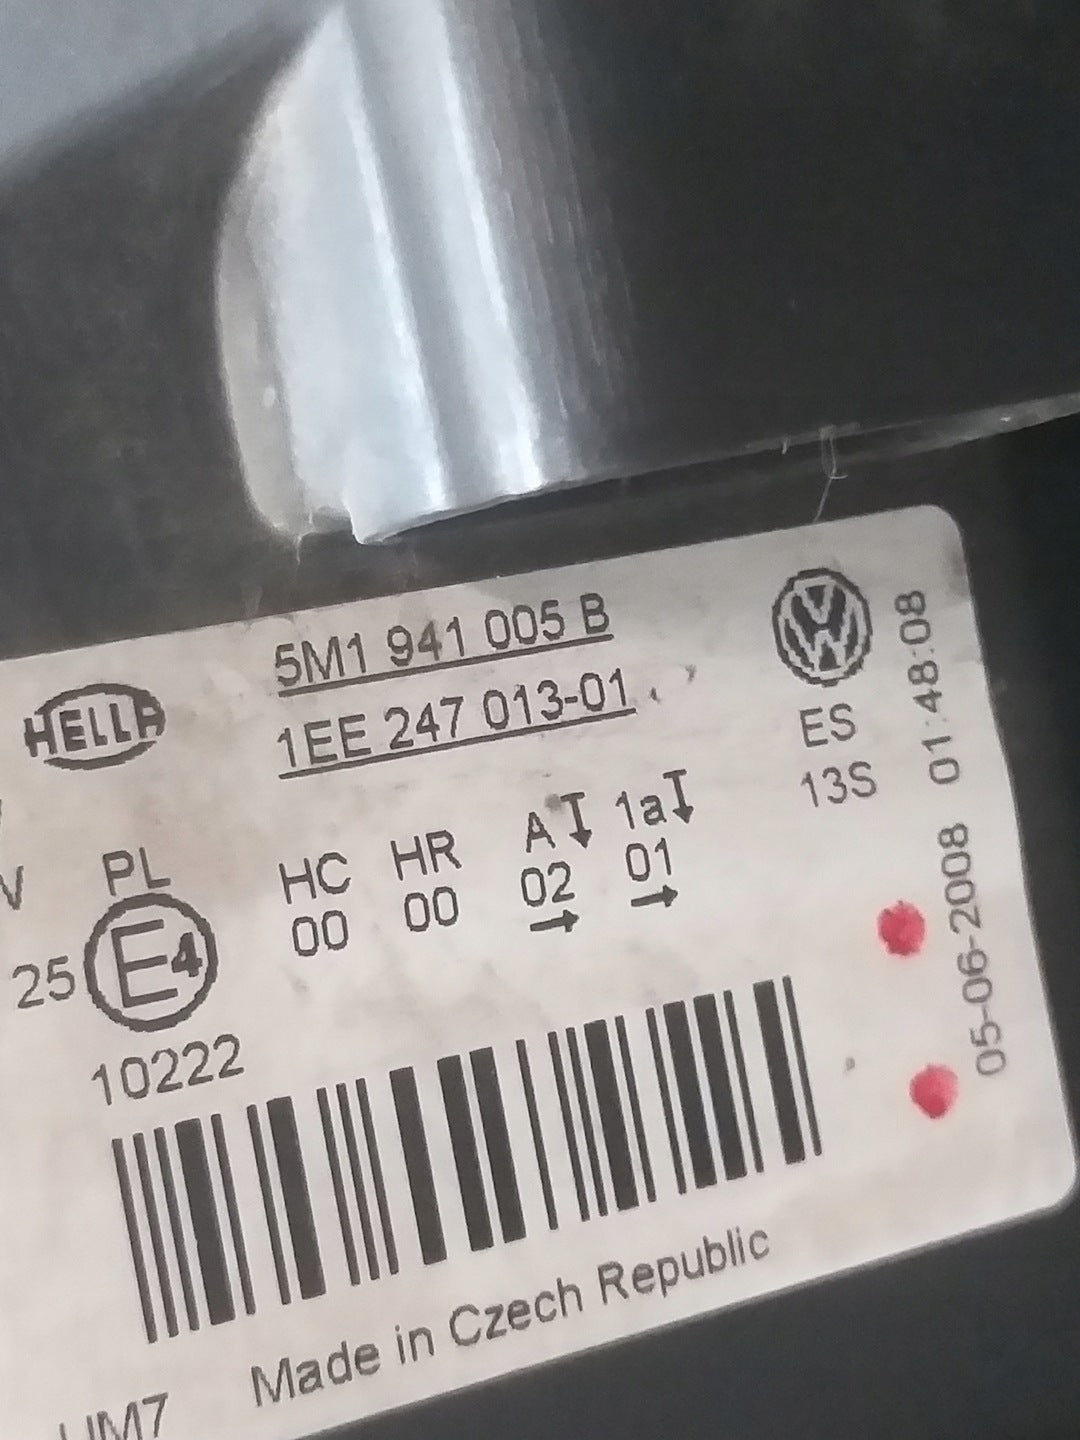 HELLA
5M1 941 005 B
1EE 247 013-01
ES
13S
01:48:08
05-06-2008
PL
HC HR A 1a
00 00 02 01
→ →
25 E4
10222
Made in Czech Republic